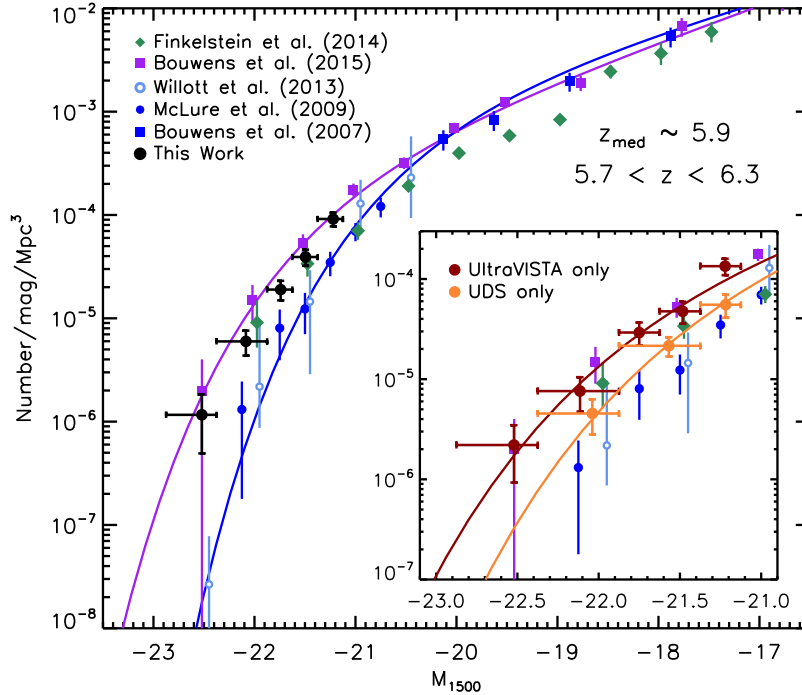 10^-2
10^-3
10^-4
10^-5
10^-6
10^-7
10^-8
Number/mag/Mpc^3
Finkelstein et al. (2014)
Bouwens et al. (2015)
Willott et al. (2013)
McLure et al. (2009)
Bouwens et al. (2007)
This Work
z_med ~ 5.9
5.7 < z < 6.3
UltraVISTA only
UDS only
10^-4
10^-5
10^-6
10^-7
-23.0 -22.5 -22.0 -21.5 -21.0
-23 -22 -21 -20 -19 -18 -17
M_1500